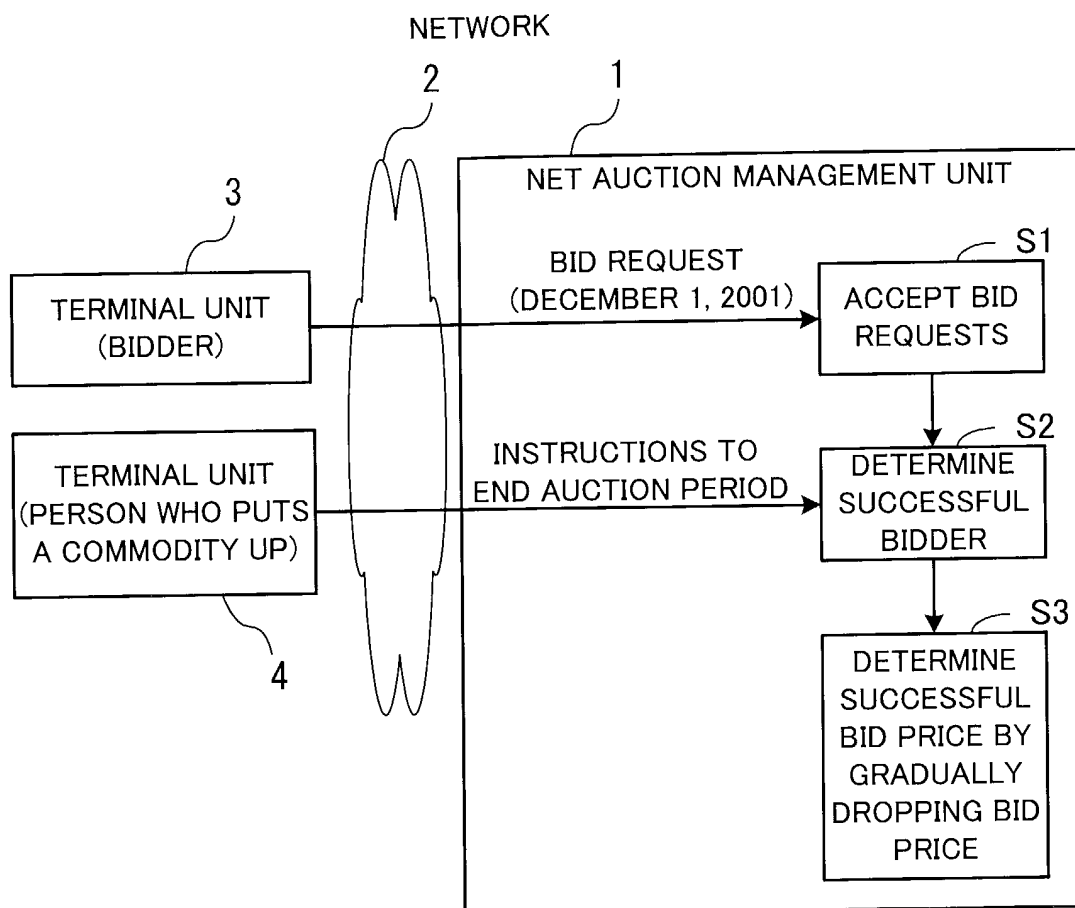 NETWORK
2
1
NET AUCTION MANAGEMENT UNIT
3
TERMINAL UNIT
(BIDDER)
BID REQUEST
(DECEMBER 1, 2001)
S1
ACCEPT BID
REQUESTS
TERMINAL UNIT
(PERSON WHO PUTS
A COMMODITY UP)
4
INSTRUCTIONS TO
END AUCTION PERIOD
S2
DETERMINE
SUCCESSFUL
BIDDER
S3
DETERMINE
SUCCESSFUL
BID PRICE BY
GRADUALLY
DROPPING BID
PRICE